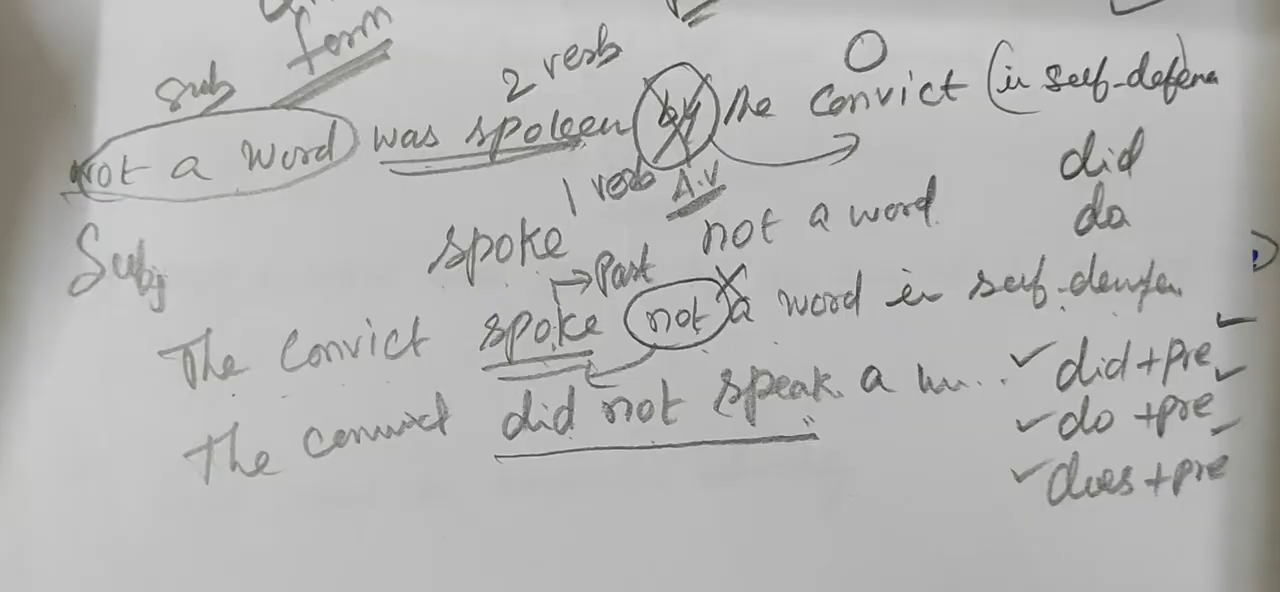 form
sub 2 verb O
not a word was spoken by the convict (in self-defence
1 verb A.V did
Subj spoke not a word do
→ Past
The convict spoke not a word in self-
The convict did not speak a w... ✓ did + pre ✓
✓ do + pre
✓ does + pre